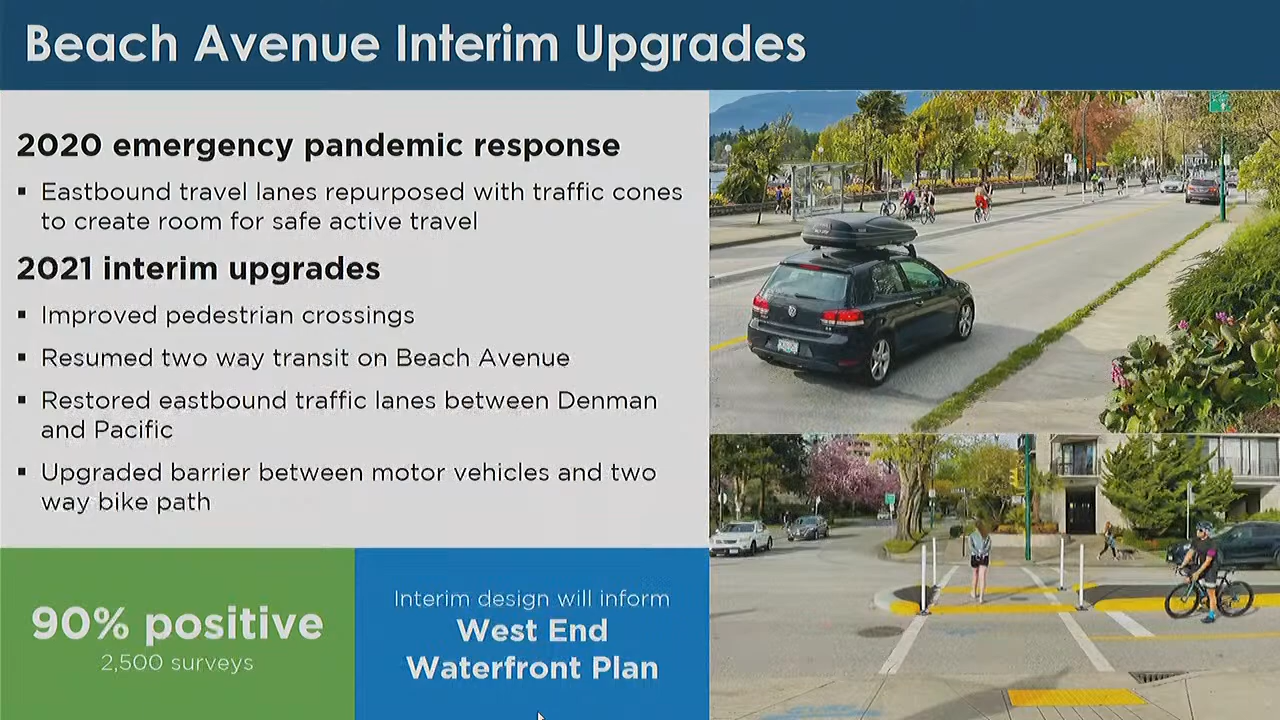 Beach Avenue Interim Upgrades
2020 emergency pandemic response
▪ Eastbound travel lanes repurposed with traffic cones
to create room for safe active travel
2021 interim upgrades
▪ Improved pedestrian crossings
▪ Resumed two way transit on Beach Avenue
▪ Restored eastbound traffic lanes between Denman
and Pacific
▪ Upgraded barrier between motor vehicles and two
way bike path
90% positive
2,500 surveys
Interim design will inform
West End
Waterfront Plan